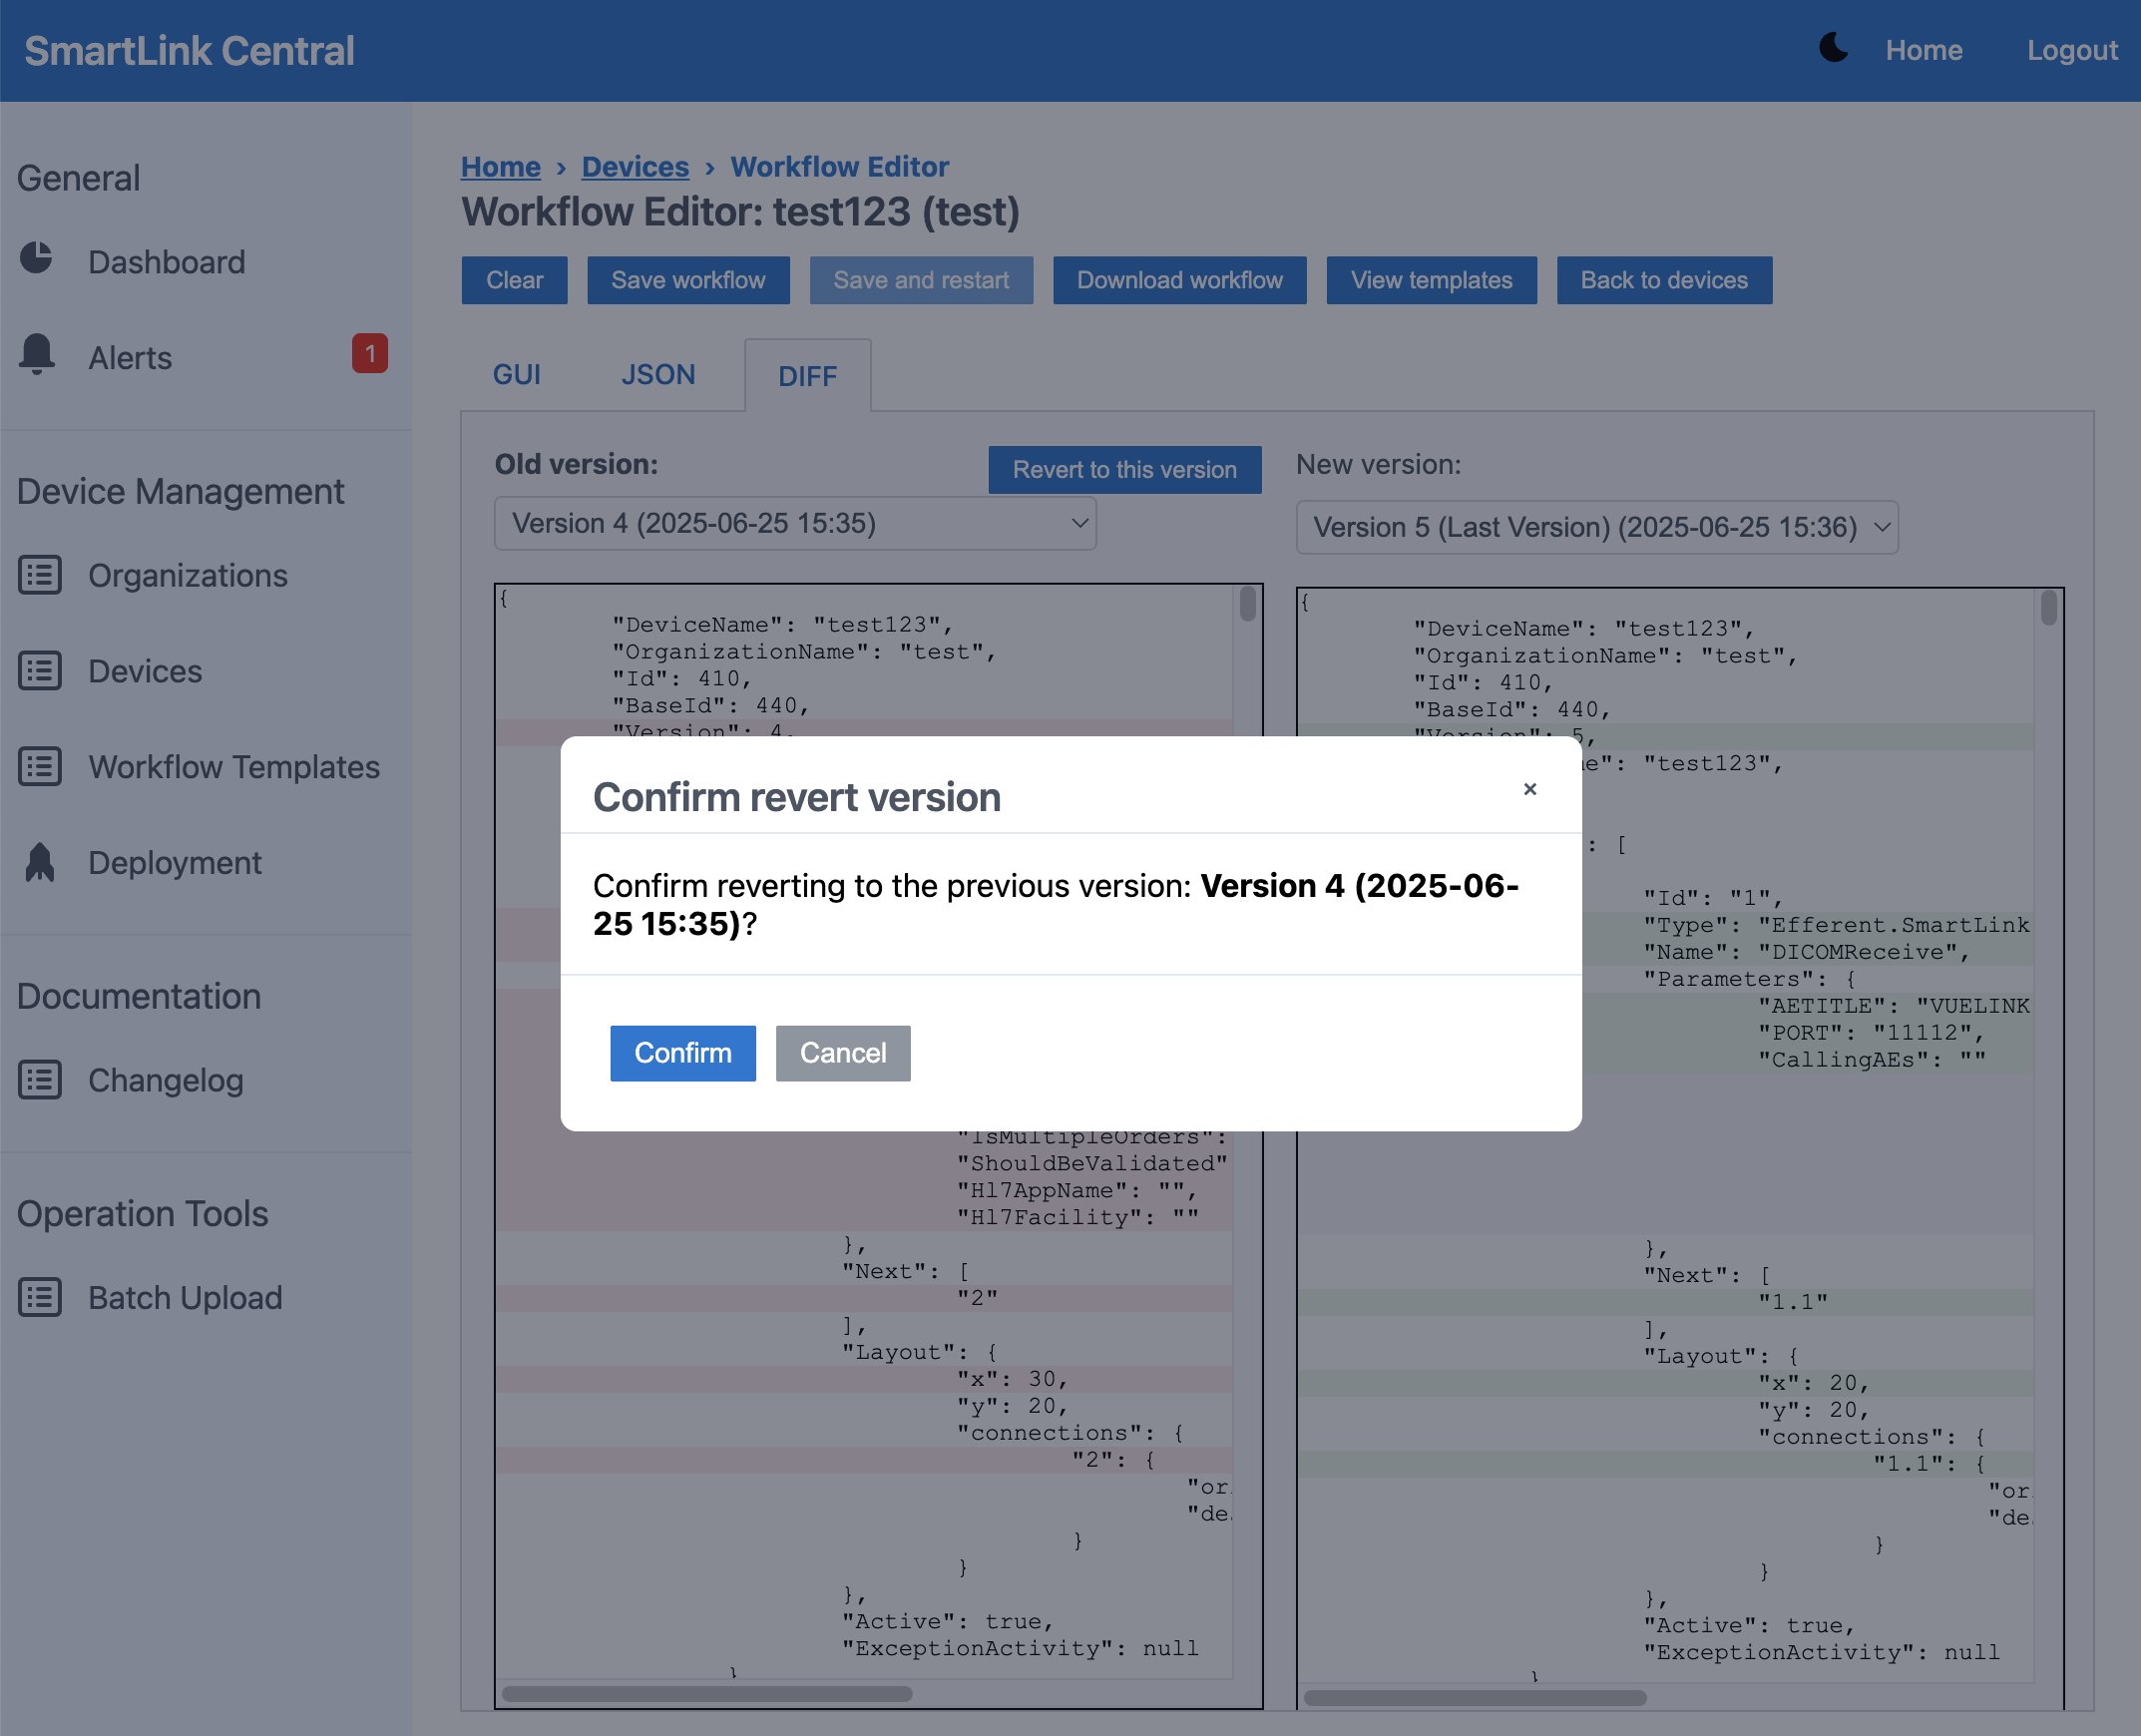 SmartLink Central
Home
Logout
General
Dashboard
Alerts
1
Device Management
Organizations
Devices
Workflow Templates
Deployment
Documentation
Changelog
Operation Tools
Batch Upload
Home › Devices › Workflow Editor
Workflow Editor: test123 (test)
Clear
Save workflow
Save and restart
Download workflow
View templates
Back to devices
GUI
JSON
DIFF
Old version:
Revert to this version
Version 4 (2025-06-25 15:35)
{
"DeviceName": "test123",
"OrganizationName": "test",
"Id": 410,
"BaseId": 440,
"Version": 4,
"IsMultipleOrders":
"ShouldBeValidated"
"Hl7AppName": "",
"Hl7Facility": ""
},
"Next": [
"2"
],
"Layout": {
"x": 30,
"y": 20,
"connections": {
"2": {
"or
"de
}
}
},
"Active": true,
"ExceptionActivity": null
}
New version:
Version 5 (Last Version) (2025-06-25 15:36)
{
"DeviceName": "test123",
"OrganizationName": "test",
"Id": 410,
"BaseId": 440,
"Version": 5,
e": "test123",
: [
"Id": "1",
"Type": "Efferent.SmartLink
"Name": "DICOMReceive",
"Parameters": {
"AETITLE": "VUELINK
"PORT": "11112",
"CallingAEs": ""
},
"Next": [
"1.1"
],
"Layout": {
"x": 20,
"y": 20,
"connections": {
"1.1": {
"or
"de
}
}
},
"Active": true,
"ExceptionActivity": null
}
Confirm revert version
×
Confirm reverting to the previous version: Version 4 (2025-06-
25 15:35)?
Confirm
Cancel